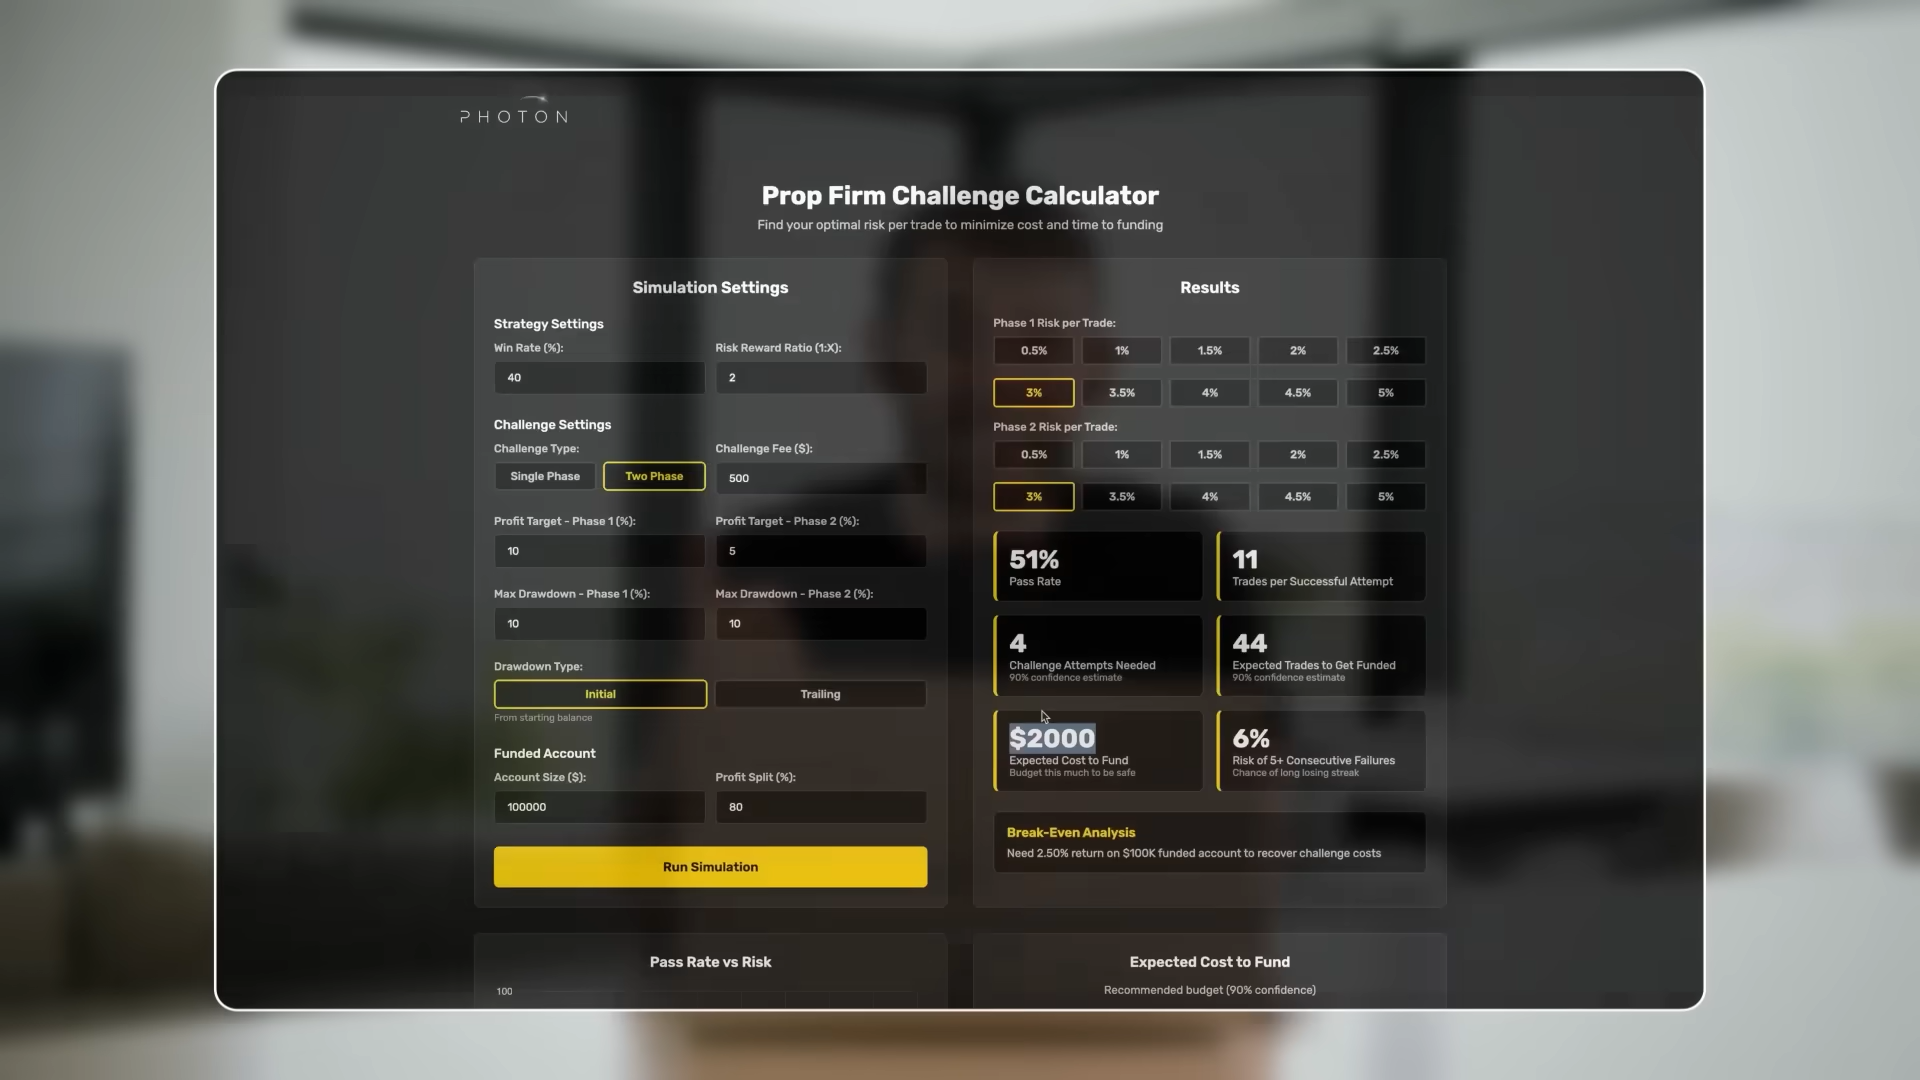 PHOTON
Prop Firm Challenge Calculator
Find your optimal risk per trade to minimize cost and time to funding
Simulation Settings
Strategy Settings
Win Rate (%):
Risk Reward Ratio (1:X):
40
2
Challenge Settings
Challenge Type:
Challenge Fee ($):
Single Phase
Two Phase
500
Profit Target - Phase 1 (%):
Profit Target - Phase 2 (%):
10
5
Max Drawdown - Phase 1 (%):
Max Drawdown - Phase 2 (%):
10
10
Drawdown Type:
Initial
Trailing
From starting balance
Funded Account
Account Size ($):
Profit Split (%):
100000
80
Run Simulation
Results
Phase 1 Risk per Trade:
0.5% 1% 1.5% 2% 2.5%
3% 3.5% 4% 4.5% 5%
Phase 2 Risk per Trade:
0.5% 1% 1.5% 2% 2.5%
3% 3.5% 4% 4.5% 5%
51%
Pass Rate
11
Trades per Successful Attempt
4
Challenge Attempts Needed
90% confidence estimate
44
Expected Trades to Get Funded
90% confidence estimate
$2000
Expected Cost to Fund
Budget this much to be safe
6%
Risk of 5+ Consecutive Failures
Chance of long losing streak
Break-Even Analysis
Need 2.50% return on $100K funded account to recover challenge costs
Pass Rate vs Risk
100
Expected Cost to Fund
Recommended budget (90% confidence)